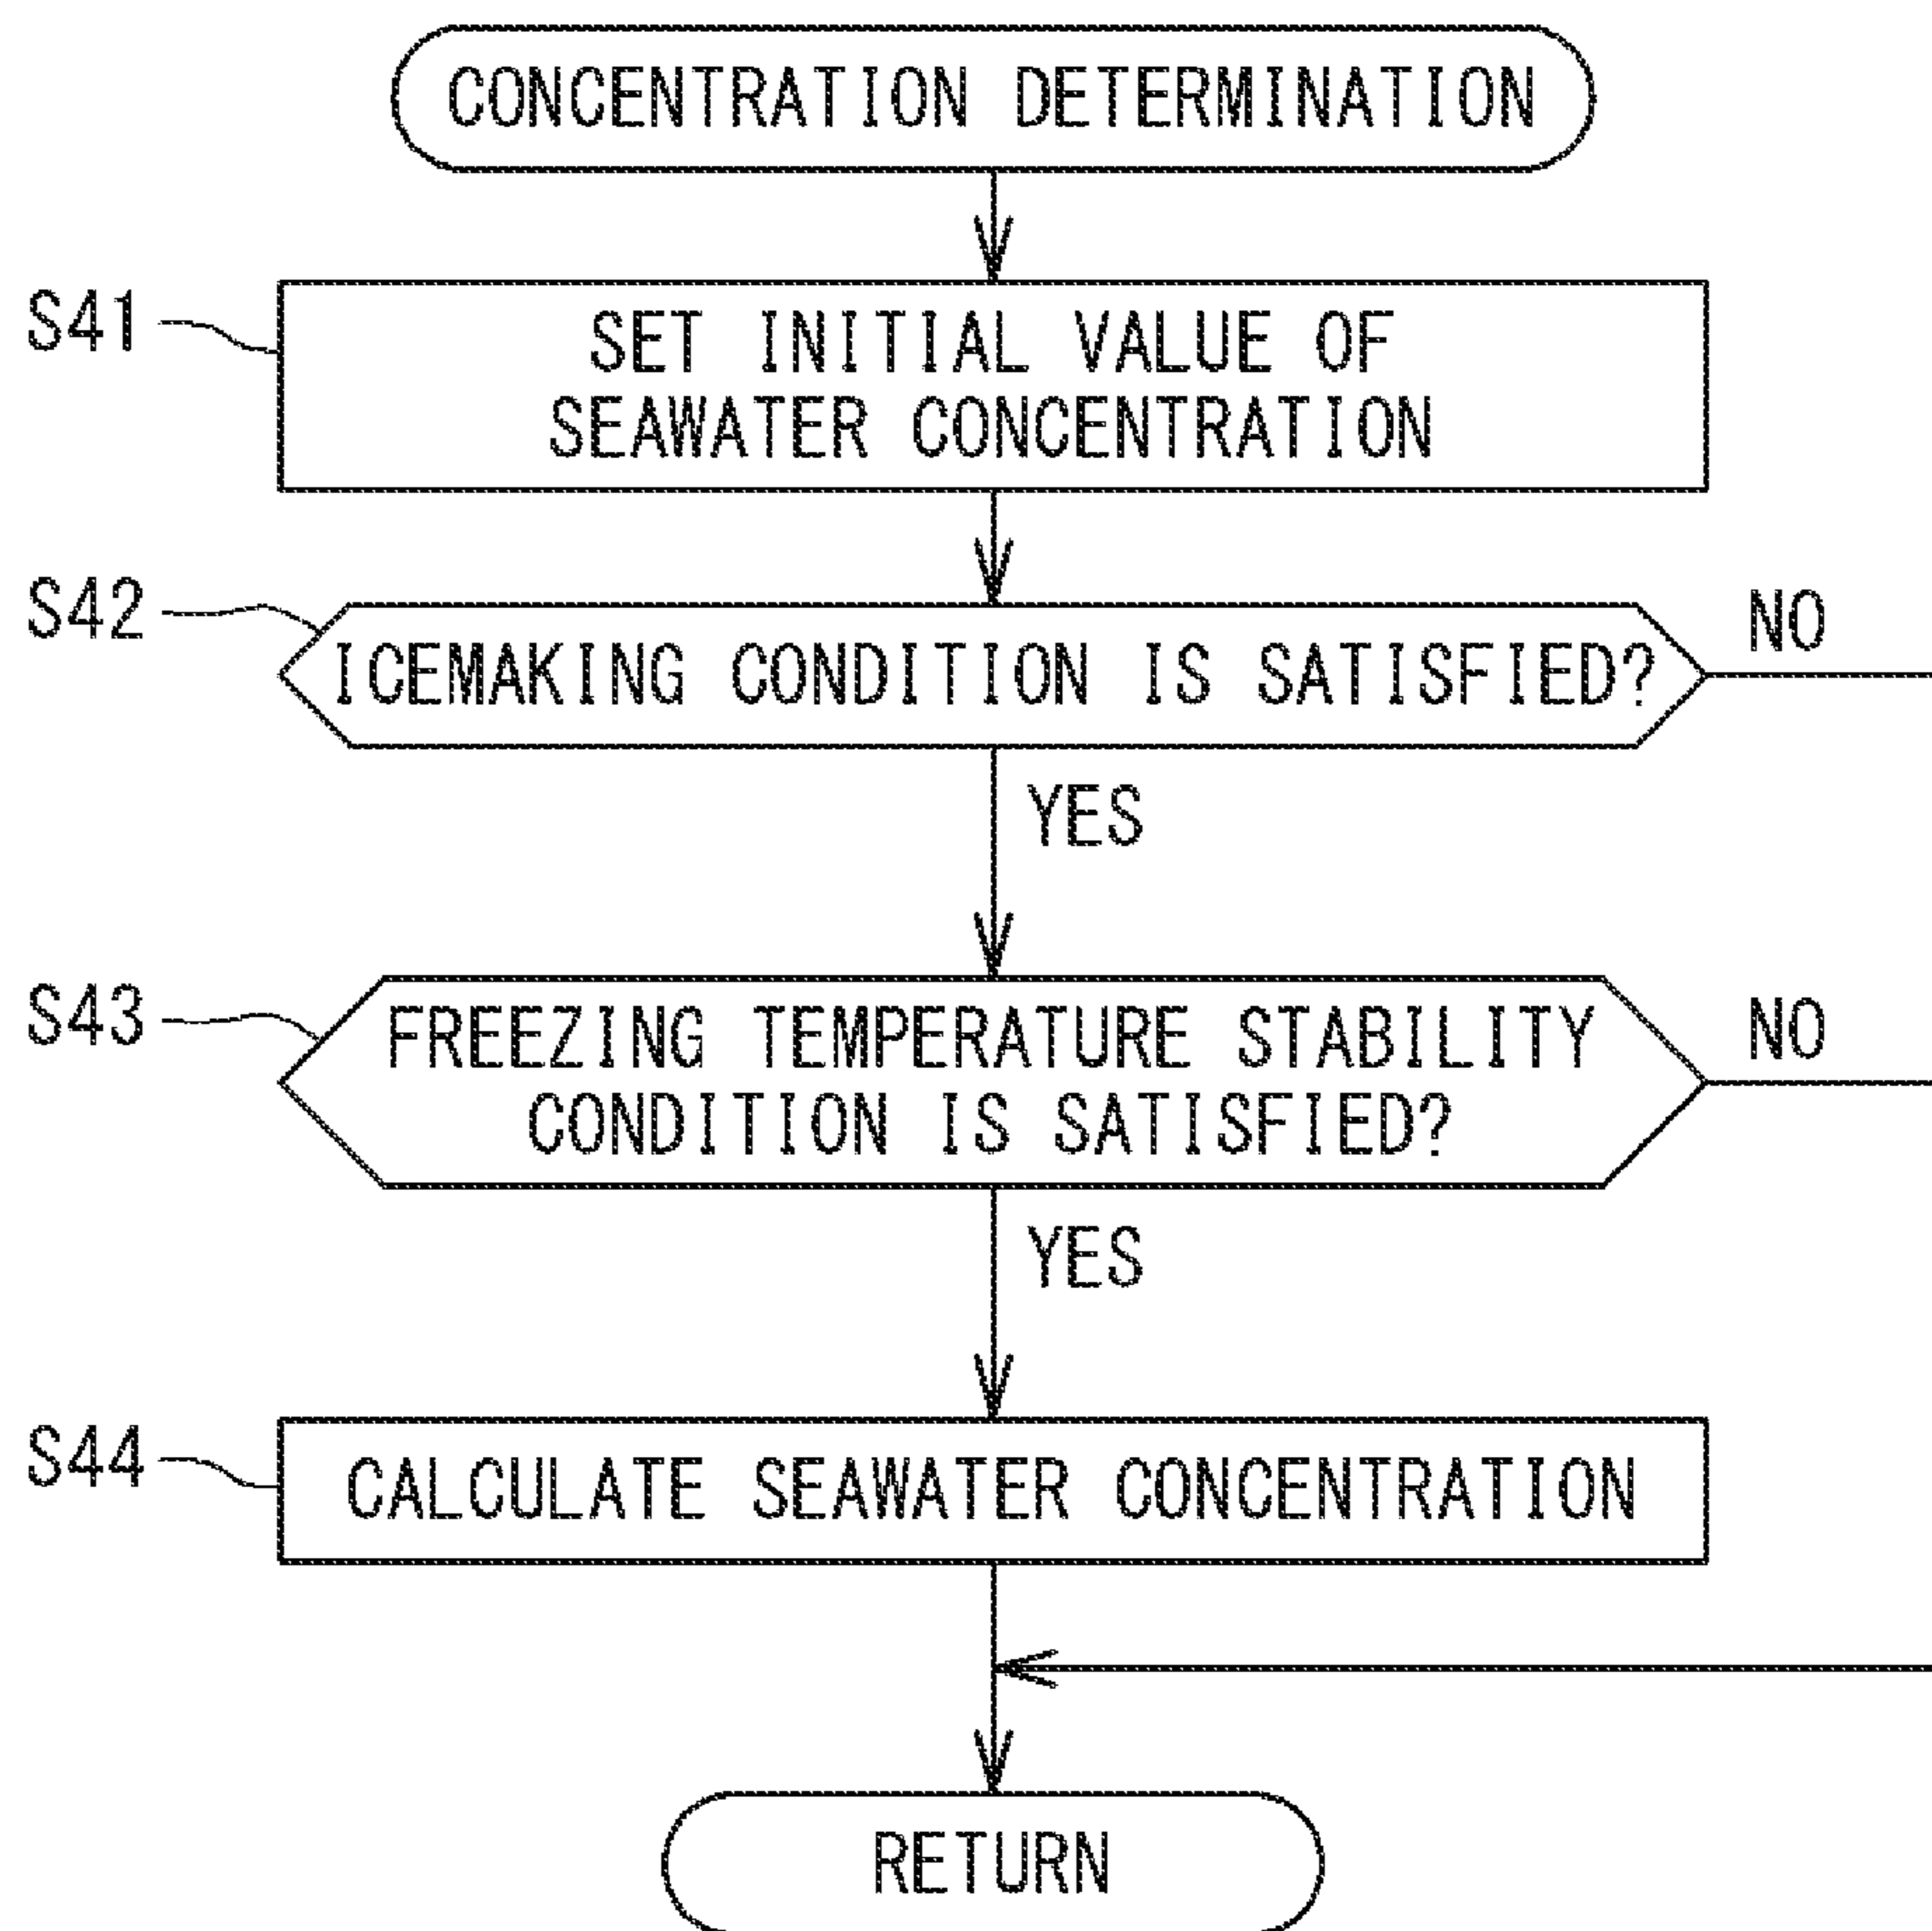 CONCENTRATION DETERMINATION
S41
SET INITIAL VALUE OF
SEAWATER CONCENTRATION
S42
ICEMAKING CONDITION IS SATISFIED?
NO
YES
S43
FREEZING TEMPERATURE STABILITY
CONDITION IS SATISFIED?
NO
YES
S44
CALCULATE SEAWATER CONCENTRATION
RETURN